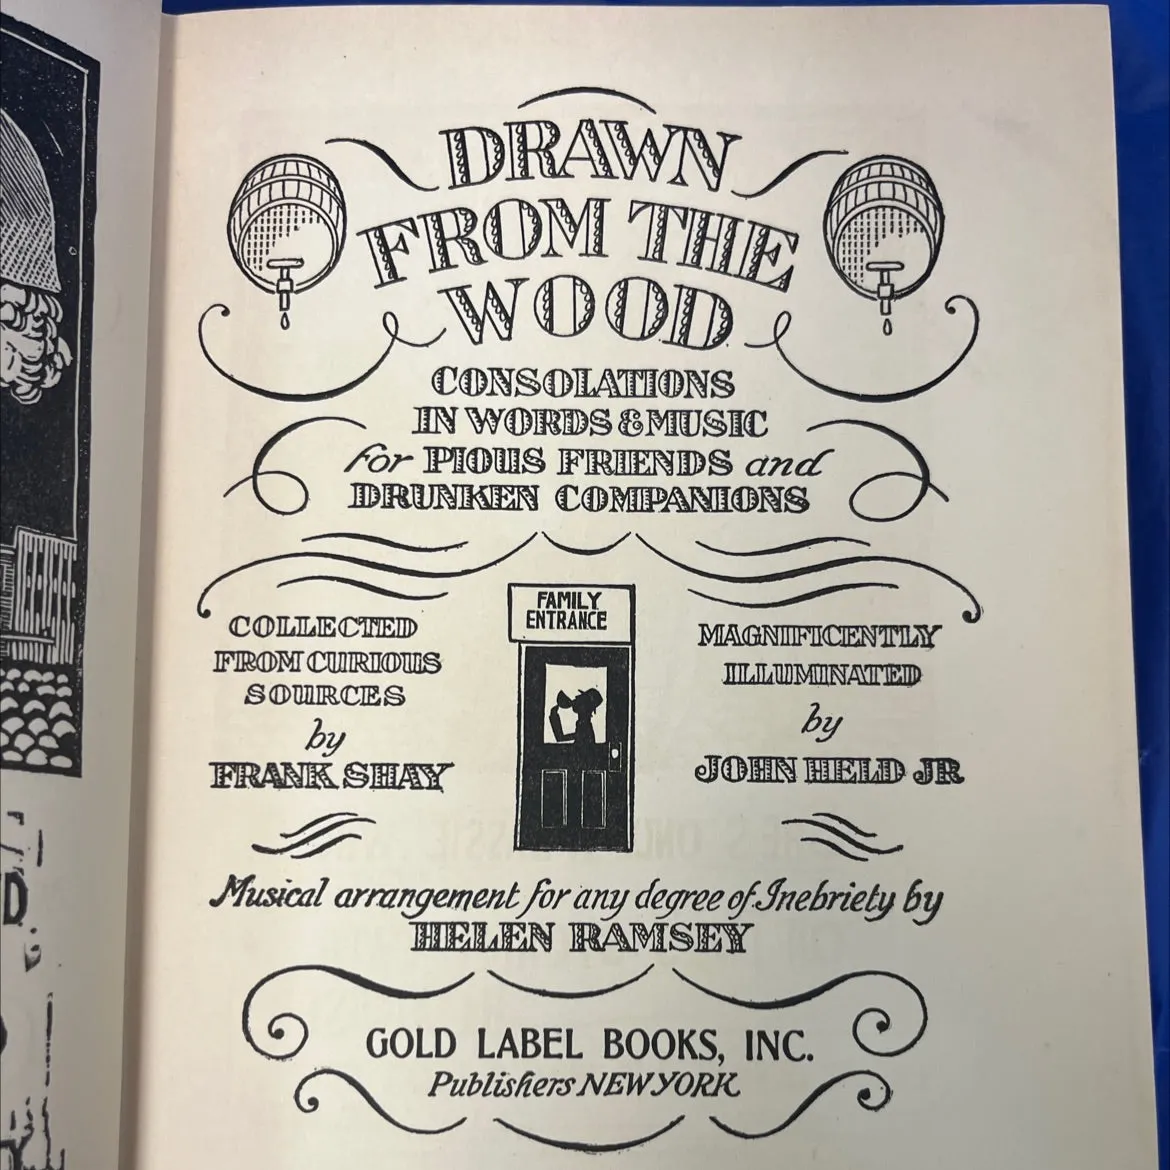 DRAWN
FROM THE
WOOD
CONSOLATIONS
IN WORDS & MUSIC
for PIOUS FRIENDS and
DRUNKEN COMPANIONS
FAMILY
ENTRANCE
COLLECTED
FROM CURIOUS
SOURCES
by
FRANK SHAY
MAGNIFICENTLY
ILLUMINATED
by
JOHN HELD JR
Musical arrangement for any degree of Inebriety by
HELEN RAMSEY
GOLD LABEL BOOKS, INC.
Publishers NEW YORK